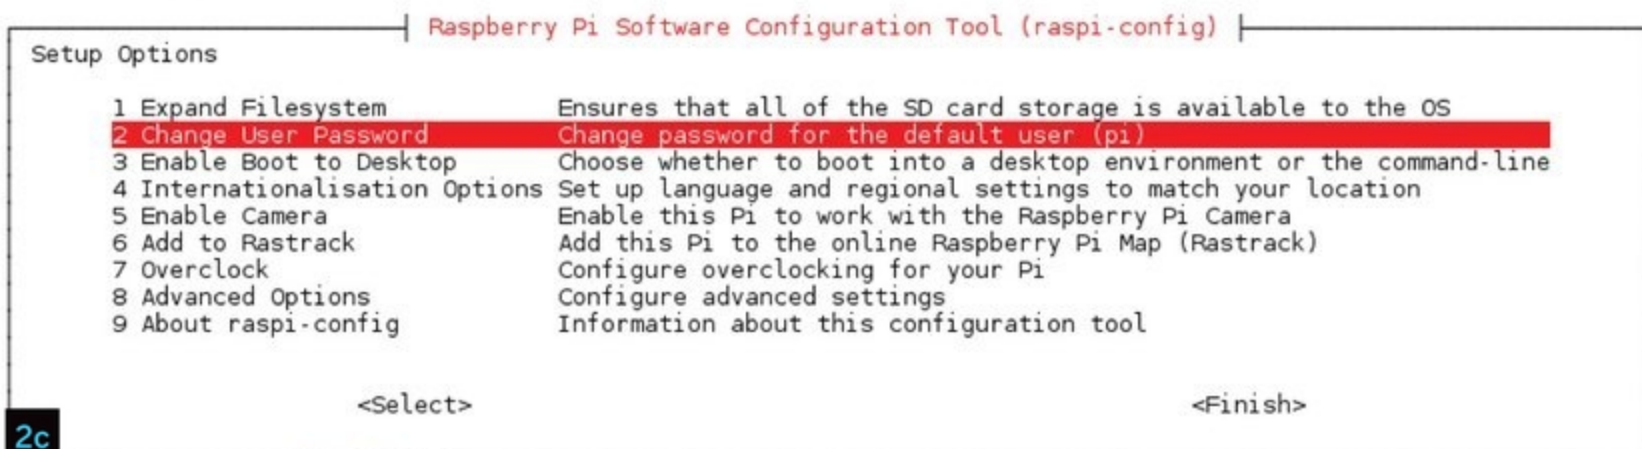 Raspberry Pi Software Configuration Tool (raspi-config)
Setup Options
1 Expand Filesystem Ensures that all of the SD card storage is available to the OS
2 Change User Password Change password for the default user (pi)
3 Enable Boot to Desktop Choose whether to boot into a desktop environment or the command-line
4 Internationalisation Options Set up language and regional settings to match your location
5 Enable Camera Enable this Pi to work with the Raspberry Pi Camera
6 Add to Rastrack Add this Pi to the online Raspberry Pi Map (Rastrack)
7 Overclock Configure overclocking for your Pi
8 Advanced Options Configure advanced settings
9 About raspi-config Information about this configuration tool
<Select> <Finish>
2c